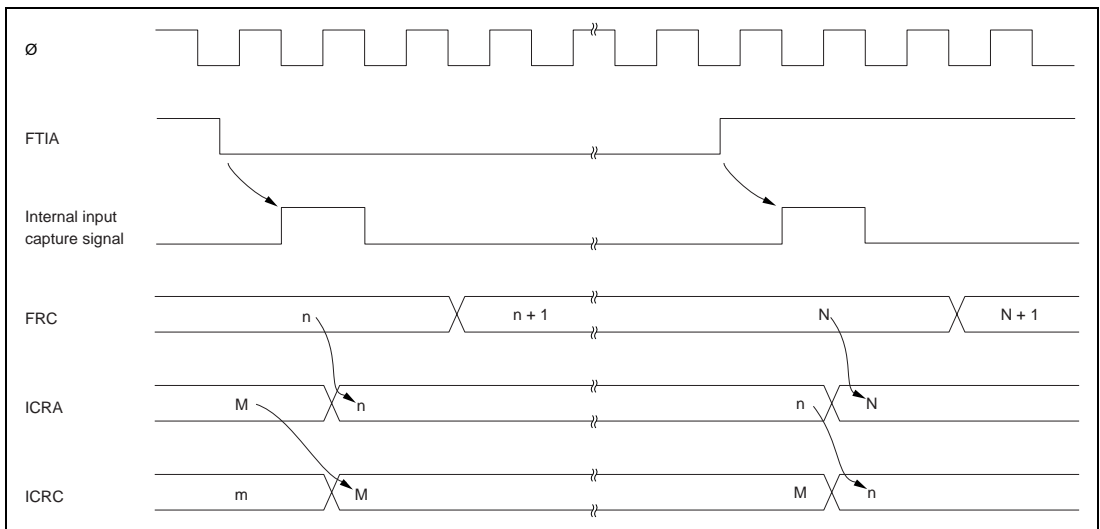 Ø
FTIA
Internal input
capture signal
FRC
n
n + 1
N
N + 1
ICRA
M
n
n
N
ICRC
m
M
M
n